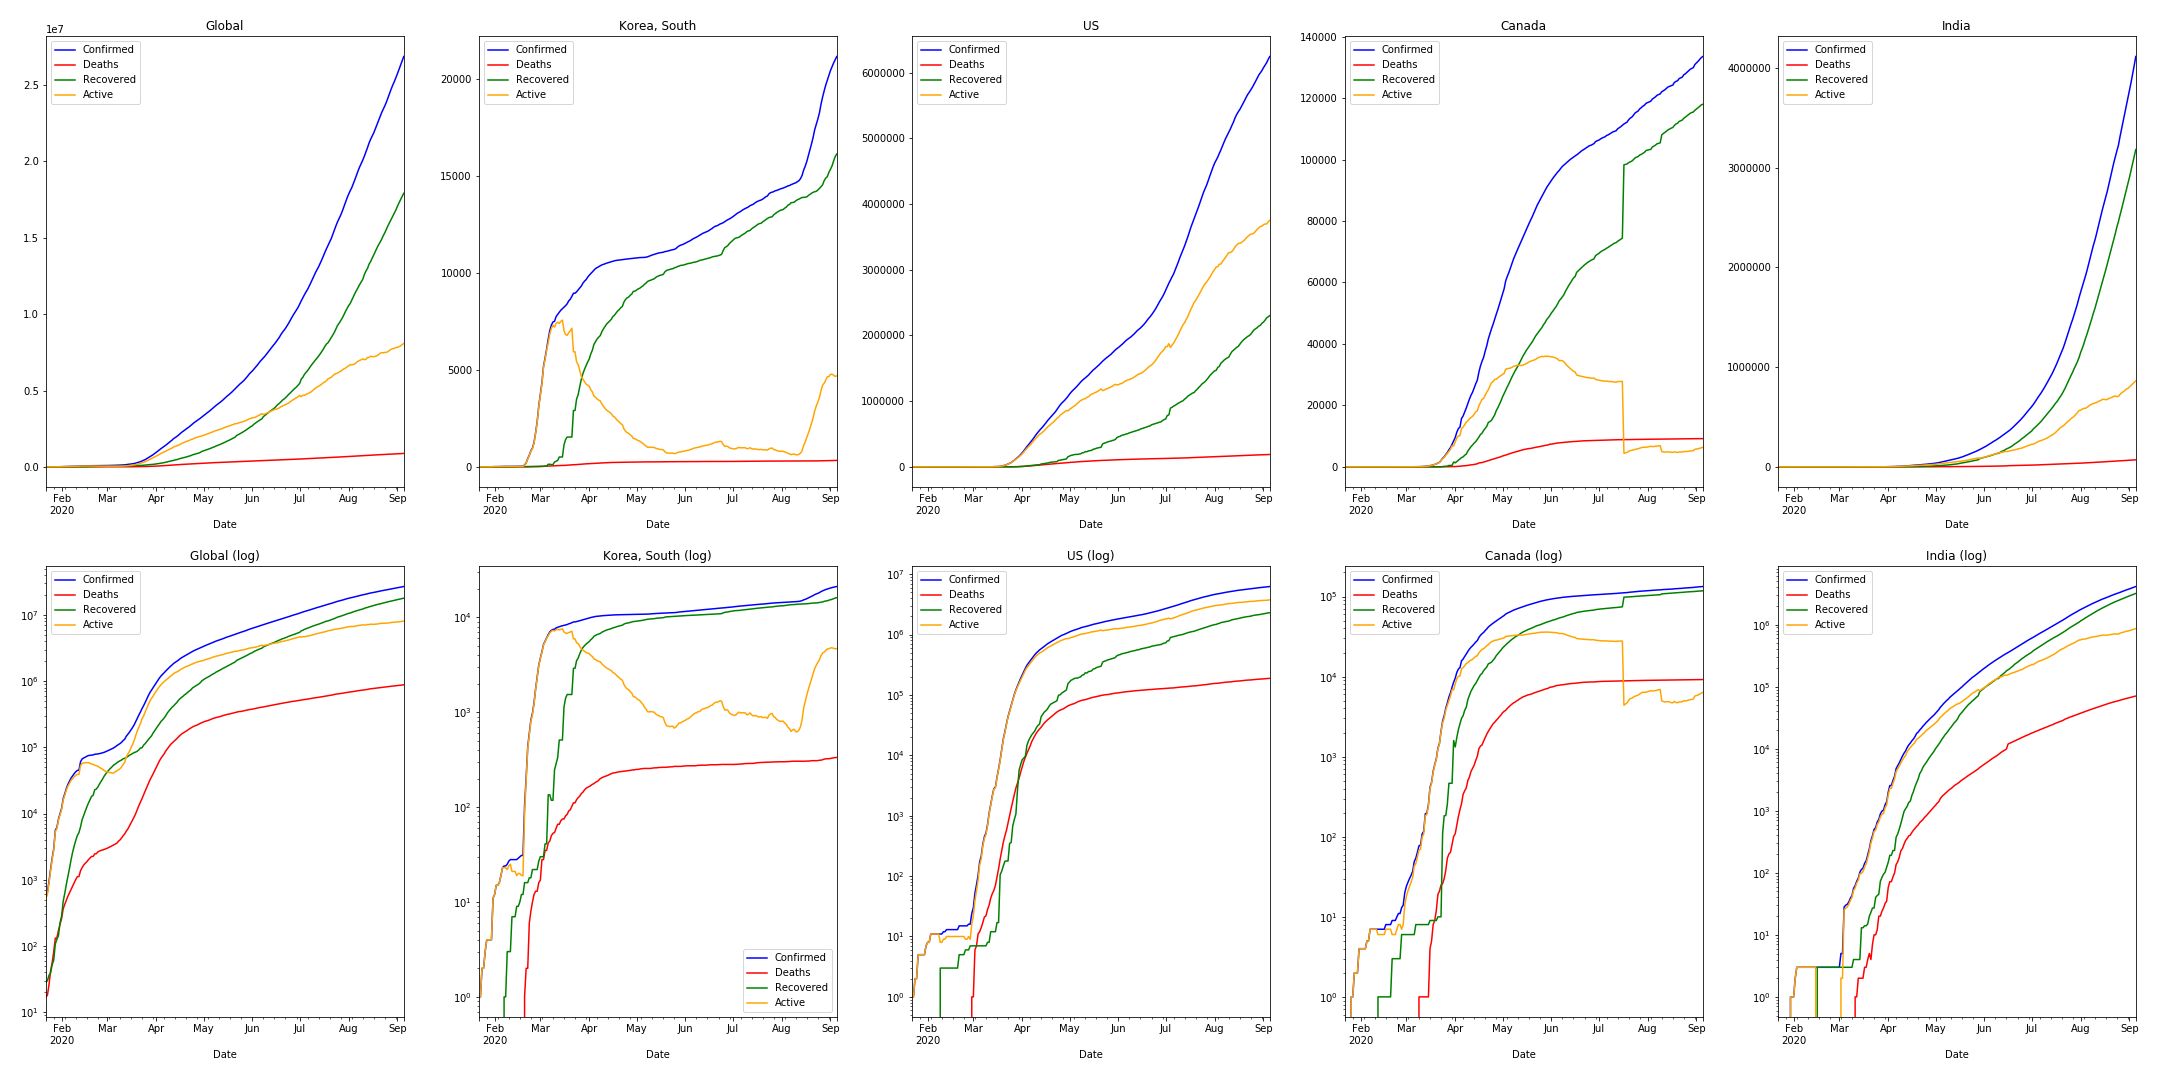 Global
1e7
Confirmed
Deaths
Recovered
Active
2.5
2.0
1.5
1.0
0.5
0.0
Feb Mar Apr May Jun Jul Aug Sep
2020
Date
Korea, South
Confirmed
Deaths
Recovered
Active
20000
15000
10000
5000
0
Feb Mar Apr May Jun Jul Aug Sep
2020
Date
US
Confirmed
Deaths
Recovered
Active
6000000
5000000
4000000
3000000
2000000
1000000
0
Feb Mar Apr May Jun Jul Aug Sep
2020
Date
Canada
Confirmed
Deaths
Recovered
Active
140000
120000
100000
80000
60000
40000
20000
0
Feb Mar Apr May Jun Jul Aug Sep
2020
Date
India
Confirmed
Deaths
Recovered
Active
4000000
3000000
2000000
1000000
0
Feb Mar Apr May Jun Jul Aug Sep
2020
Date
Global (log)
Confirmed
Deaths
Recovered
Active
10⁷
10⁶
10⁵
10⁴
10³
10²
10¹
Feb Mar Apr May Jun Jul Aug Sep
2020
Date
Korea, South (log)
10⁴
10³
10²
10¹
10⁰
Confirmed
Deaths
Recovered
Active
Feb Mar Apr May Jun Jul Aug Sep
2020
Date
US (log)
Confirmed
Deaths
Recovered
Active
10⁷
10⁶
10⁵
10⁴
10³
10²
10¹
10⁰
Feb Mar Apr May Jun Jul Aug Sep
2020
Date
Canada (log)
Confirmed
Deaths
Recovered
Active
10⁵
10⁴
10³
10²
10¹
10⁰
Feb Mar Apr May Jun Jul Aug Sep
2020
Date
India (log)
Confirmed
Deaths
Recovered
Active
10⁶
10⁵
10⁴
10³
10²
10¹
10⁰
Feb Mar Apr May Jun Jul Aug Sep
2020
Date